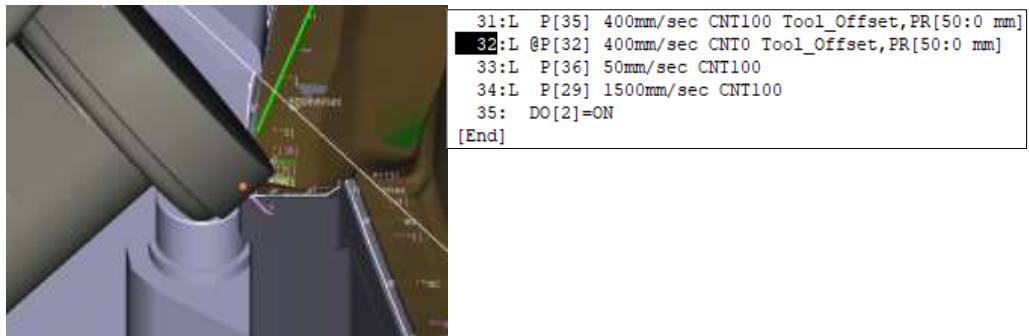 31:L P[35] 400mm/sec CNT100 Tool_Offset,PR[50:0 mm]
32:L @P[32] 400mm/sec CNT0 Tool_Offset,PR[50:0 mm]
33:L P[36] 50mm/sec CNT100
34:L P[29] 1500mm/sec CNT100
35: DO[2]=ON
[End]